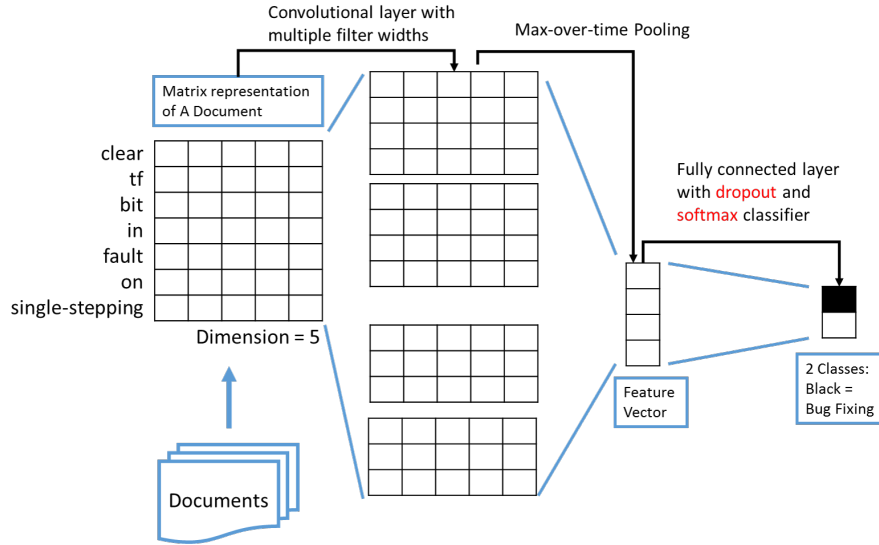 Convolutional layer with
multiple filter widths
Max-over-time Pooling
Matrix representation
of A Document
clear
tf
bit
in
fault
on
single-stepping
Dimension = 5
Fully connected layer
with dropout and
softmax classifier
Feature
Vector
2 Classes:
Black =
Bug Fixing
Documents